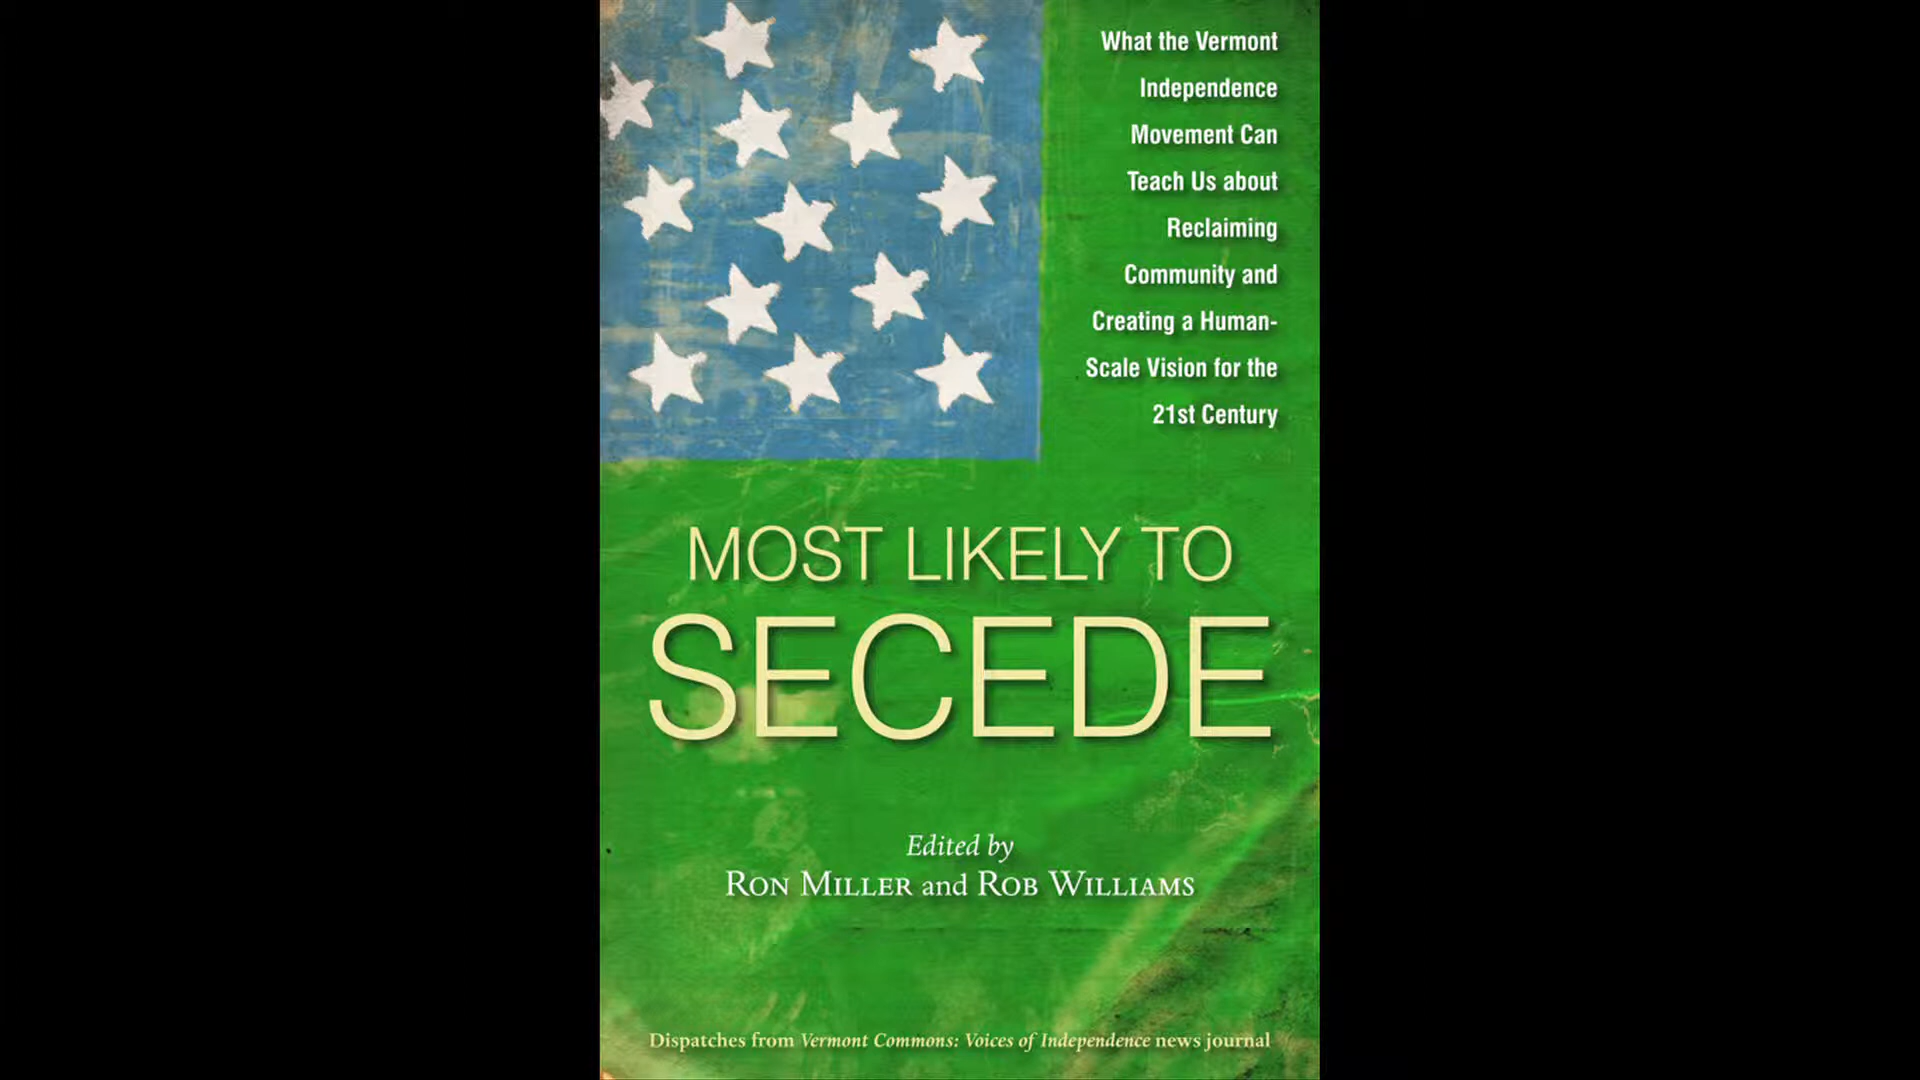 What the Vermont
Independence
Movement Can
Teach Us about
Reclaiming
Community and
Creating a Human-
Scale Vision for the
21st Century
MOST LIKELY TO
SECEDE
Edited by
RON MILLER and ROB WILLIAMS
Dispatches from Vermont Commons: Voices of Independence news journal